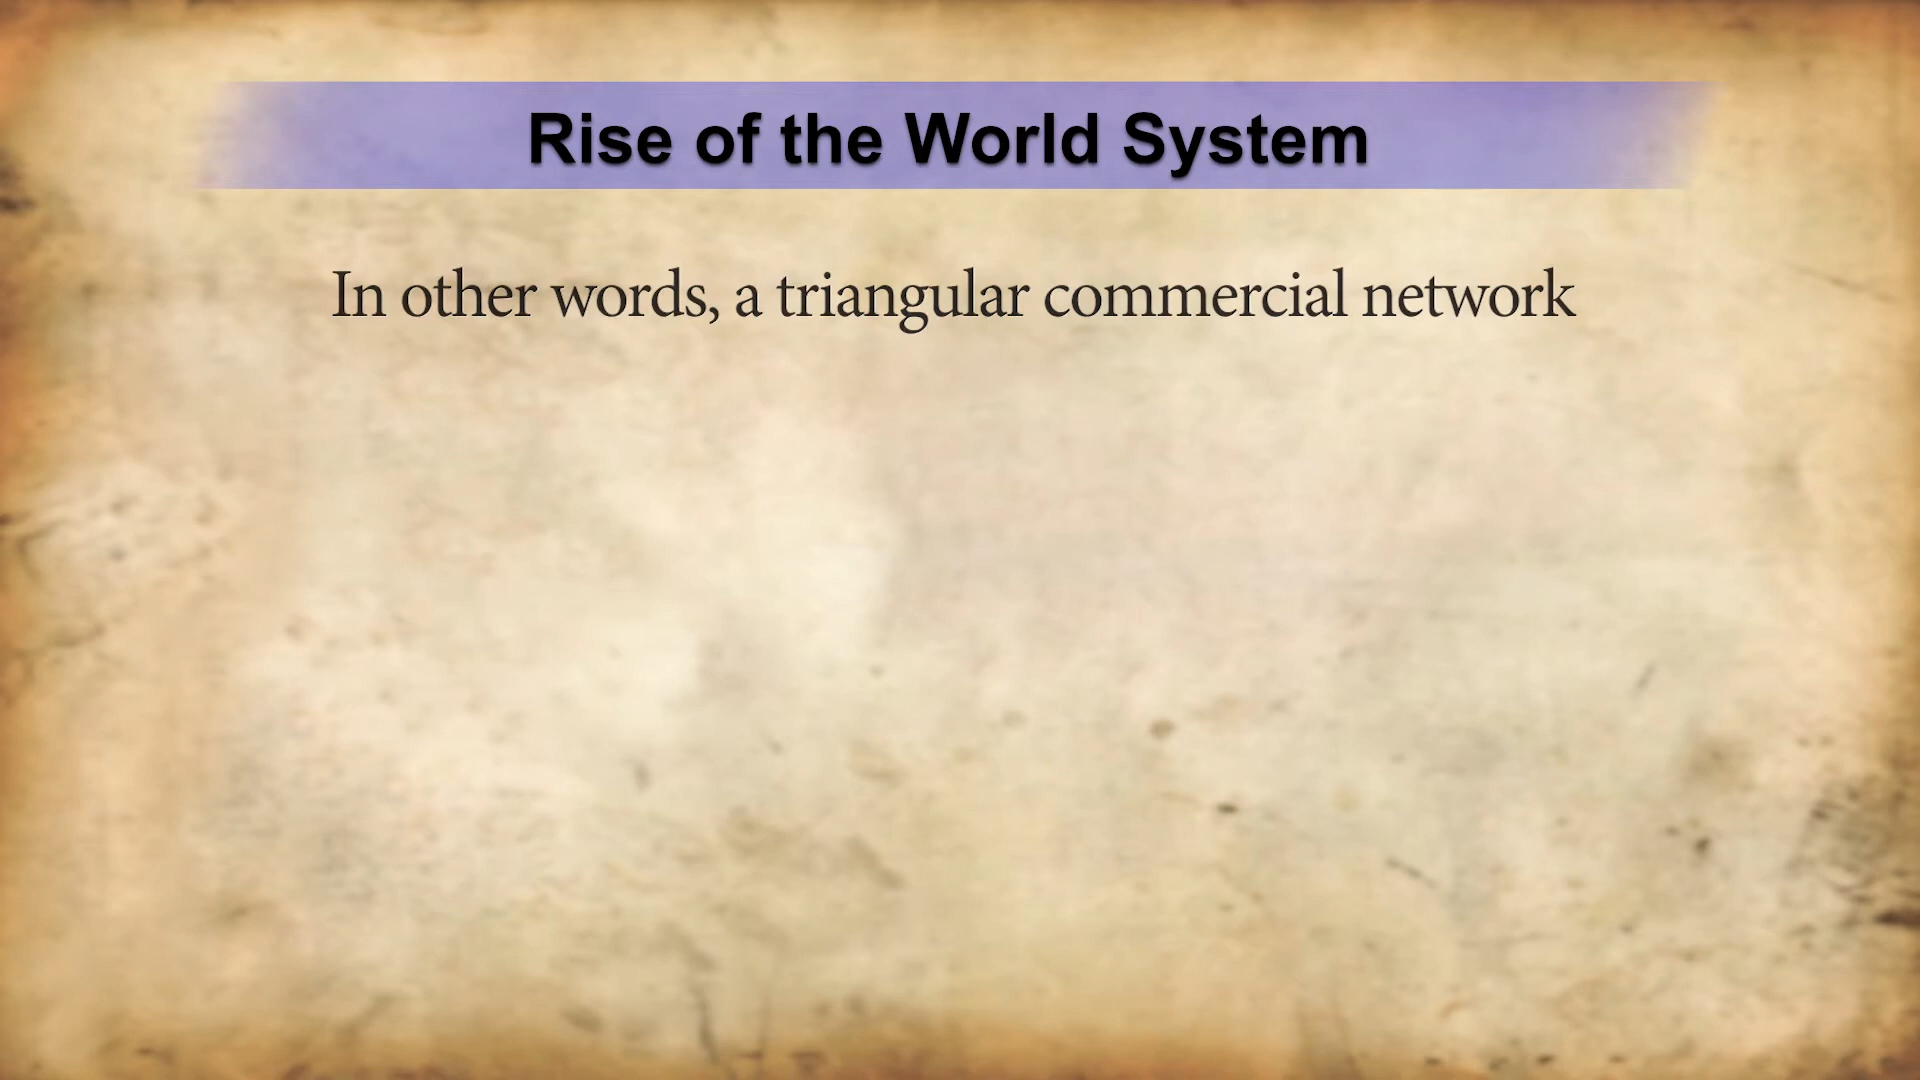 Rise of the World System
In other words, a triangular commercial network